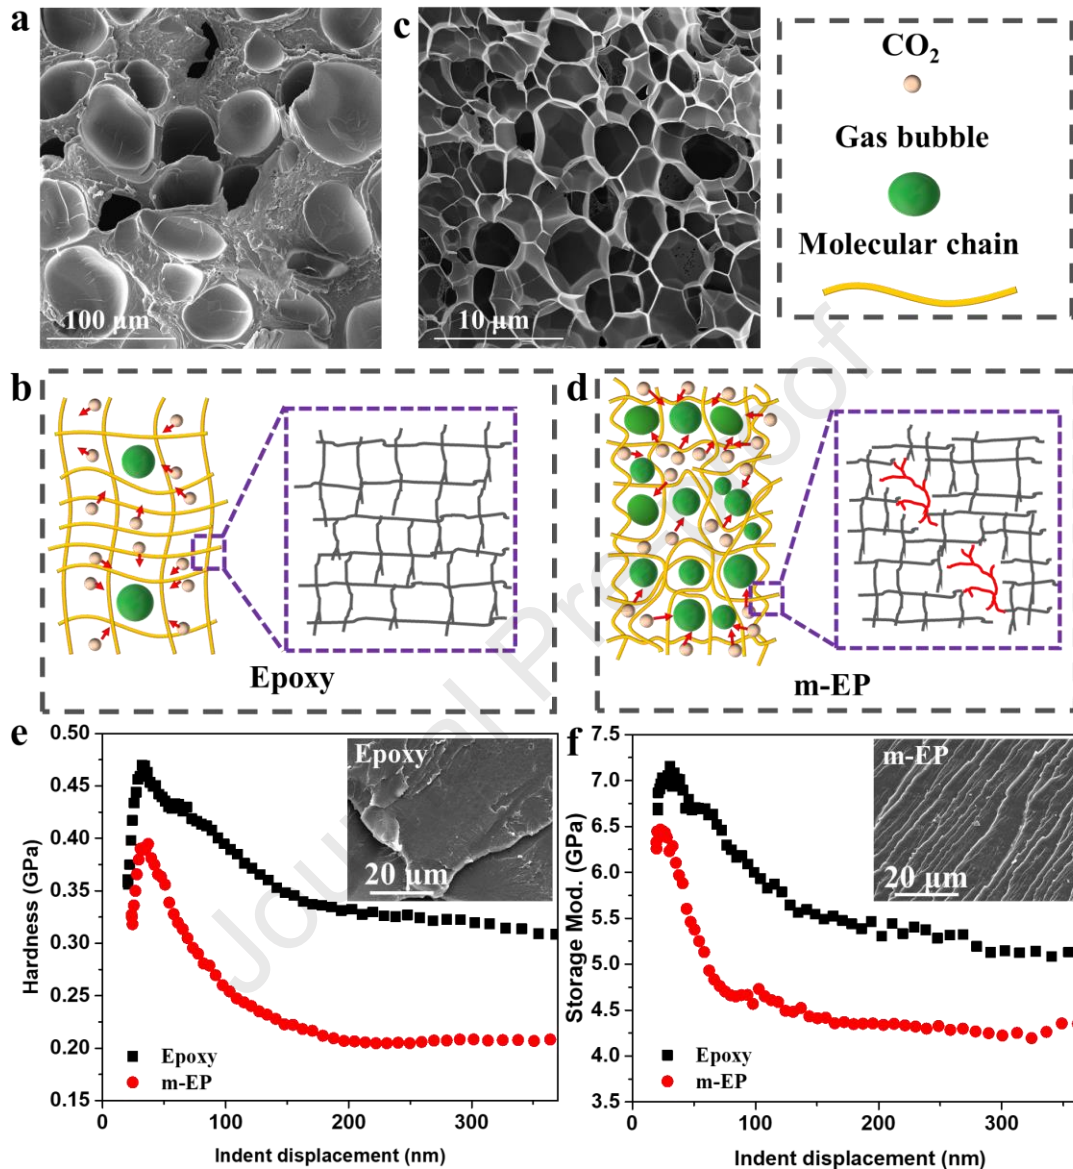 a
100 μm
c
10 μm
CO2
Gas bubble
Molecular chain
b
Epoxy
d
m-EP
Journal Pre-proof
e
0.50
0.45
0.40
0.35
0.30
0.25
0.20
0.15
Hardness (GPa)
Epoxy
20 μm
Epoxy
m-EP
0
100
200
300
Indent displacement (nm)
f
7.5
7.0
6.5
6.0
5.5
5.0
4.5
4.0
3.5
Storage Mod. (GPa)
m-EP
20 μm
Epoxy
m-EP
0
100
200
300
Indent displacement (nm)